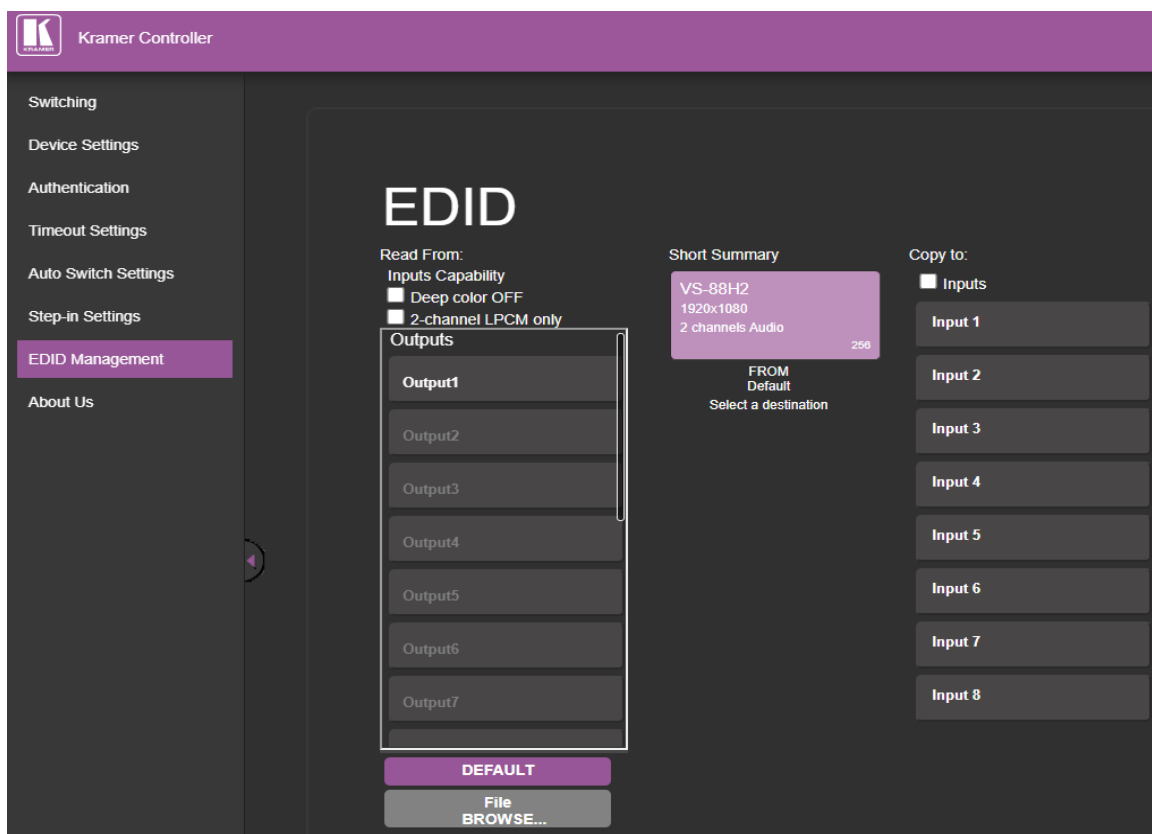 KRAMER
Kramer Controller
Switching
Device Settings
Authentication
Timeout Settings
Auto Switch Settings
Step-in Settings
EDID Management
About Us
EDID
Read From:
Inputs Capability
Deep color OFF
2-channel LPCM only
Outputs
Output1
Output2
Output3
Output4
Output5
Output6
Output7
DEFAULT
File
BROWSE...
Short Summary
VS-88H2
1920x1080
2 channels Audio
256
FROM
Default
Select a destination
Copy to:
Inputs
Input 1
Input 2
Input 3
Input 4
Input 5
Input 6
Input 7
Input 8